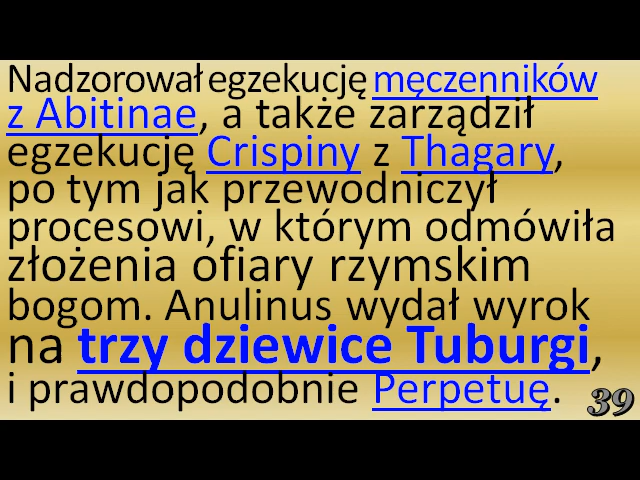 Nadzorował egzekucję męczenników
z Abitinae, a także zarządził
egzekucję Crispiny z Thagary,
po tym jak przewodniczył
procesowi, w którym odmówiła
złożenia ofiary rzymskim
bogom. Anulinus wydał wyrok
na trzy dziewice Tuburgi,
i prawdopodobnie Perpetuę.
39